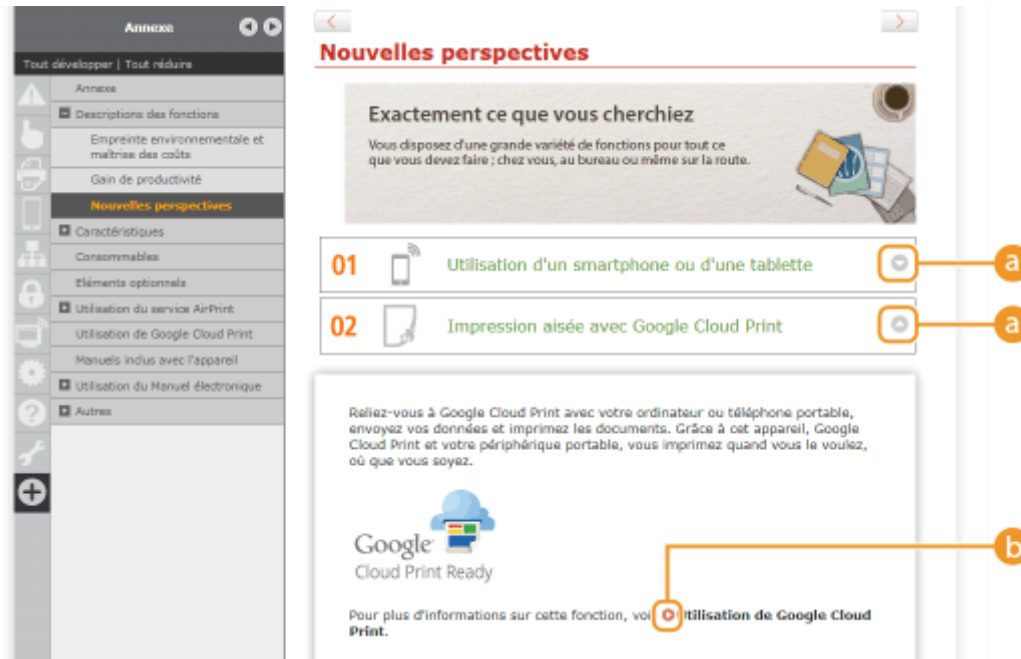 Annexe
Tout développer | Tout réduire
Annexe
Descriptions des fonctions
Empreinte environnementale et
maîtrise des coûts
Gain de productivité
Nouvelles perspectives
Caractéristiques
Consommables
Eléments optionnels
Utilisation du service AirPrint
Utilisation de Google Cloud Print
Manuels inclus avec l'appareil
Utilisation du Manuel électronique
Autres
Nouvelles perspectives
Exactement ce que vous cherchiez
Vous disposez d'une grande variété de fonctions pour tout ce
que vous devez faire ; chez vous, au bureau ou même sur la route.
01 Utilisation d'un smartphone ou d'une tablette
a
02 Impression aisée avec Google Cloud Print
a
Reliez-vous à Google Cloud Print avec votre ordinateur ou téléphone portable,
envoyez vos données et imprimez les documents. Grâce à cet appareil, Google
Cloud Print et votre périphérique portable, vous imprimez quand vous le voulez,
où que vous soyez.
Google
Cloud Print Ready
b
Pour plus d'informations sur cette fonction, voi tilisation de Google Cloud
Print.